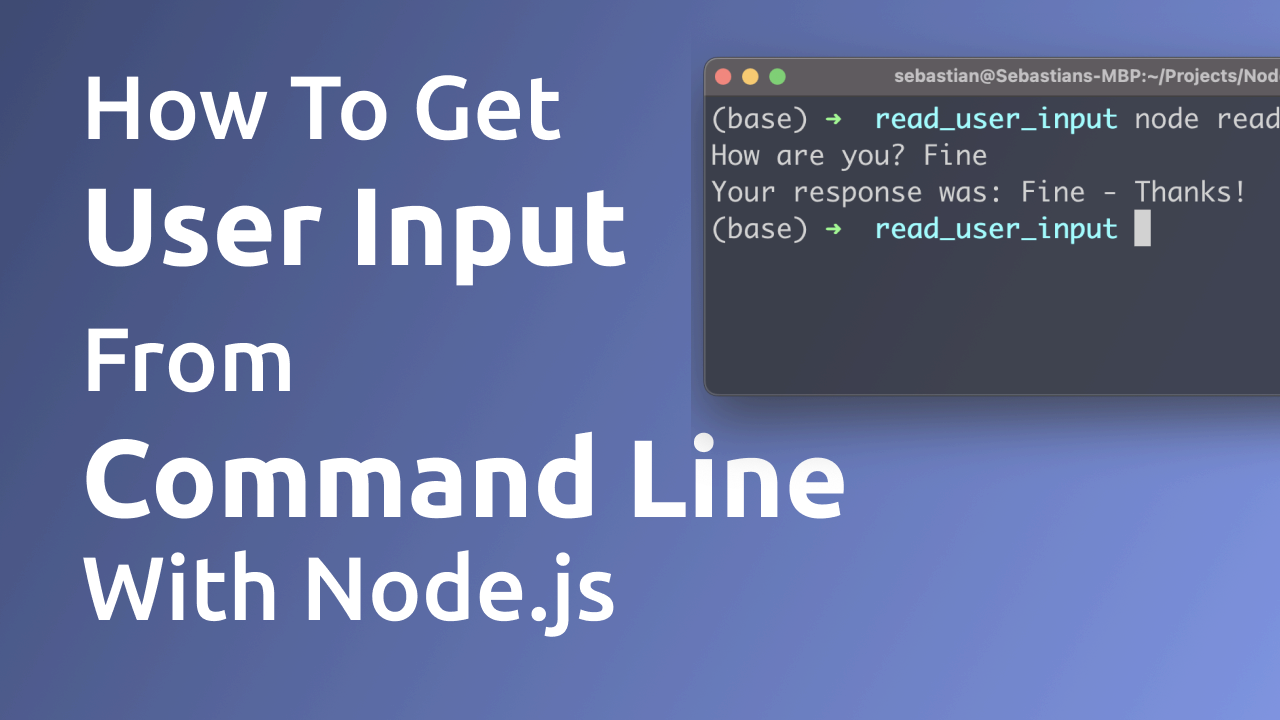 How To Get
User Input
From
Command Line
With Node.js
sebastian@Sebastians-MBP:~/Projects/Nod
(base) ➜ read_user_input node read
How are you? Fine
Your response was: Fine - Thanks!
(base) ➜ read_user_input